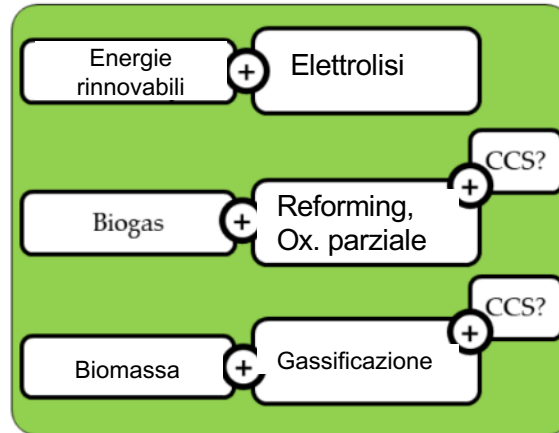 Energie
rinnovabili
+
Elettrolisi
CCS?
+
Biogas
+
Reforming,
Ox. parziale
CCS?
+
Biomassa
+
Gassificazione